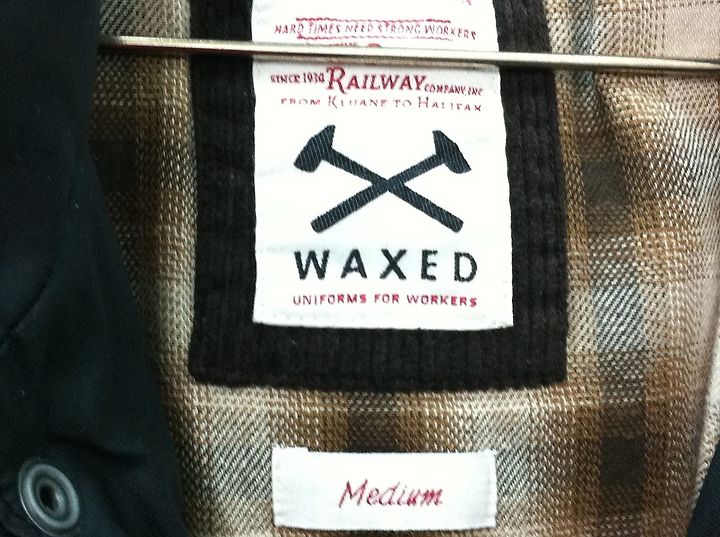 HARD TIMES NEED STRONG WORKERS
SINCE 1930 RAILWAY COMPANY INC
FROM KLUANE TO HALIFAX
WAXED
UNIFORMS FOR WORKERS
Medium